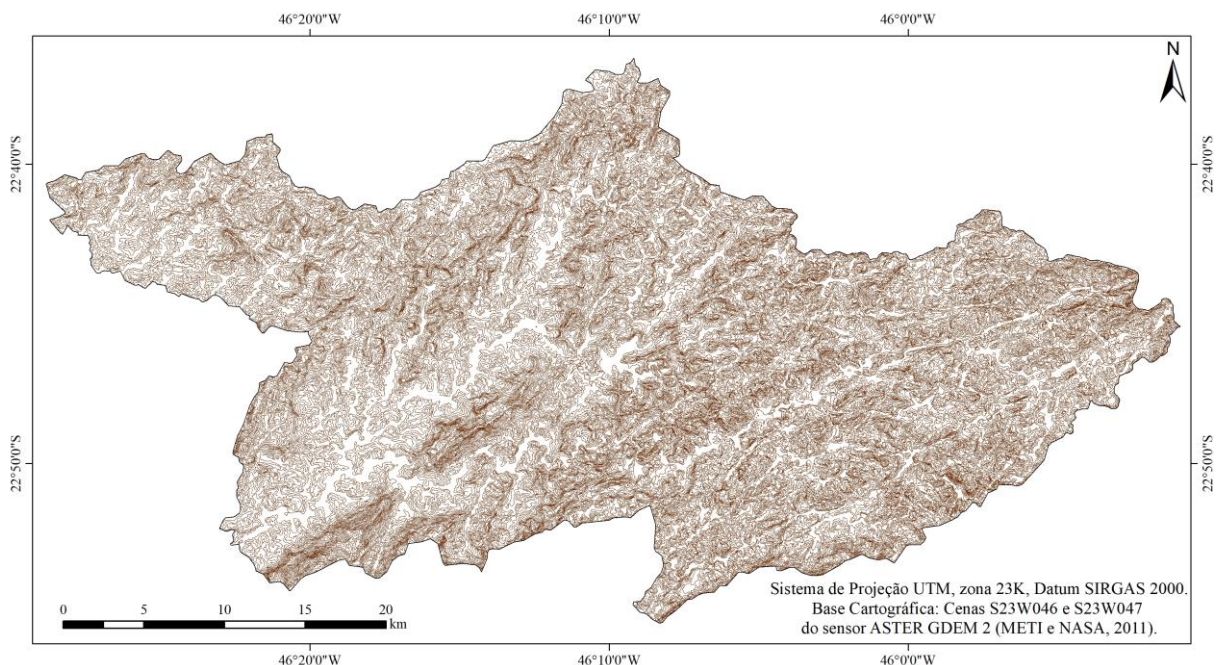 46°20'0"W 46°10'0"W 46°0'0"W
N
22°40'0"S 22°40'0"S
22°50'0"S 22°50'0"S
Sistema de Projeção UTM, zona 23K, Datum SIRGAS 2000.
Base Cartográfica: Cenas S23W046 e S23W047
do sensor ASTER GDEM 2 (METI e NASA, 2011).
0 5 10 15 20
km
46°20'0"W 46°10'0"W 46°0'0"W